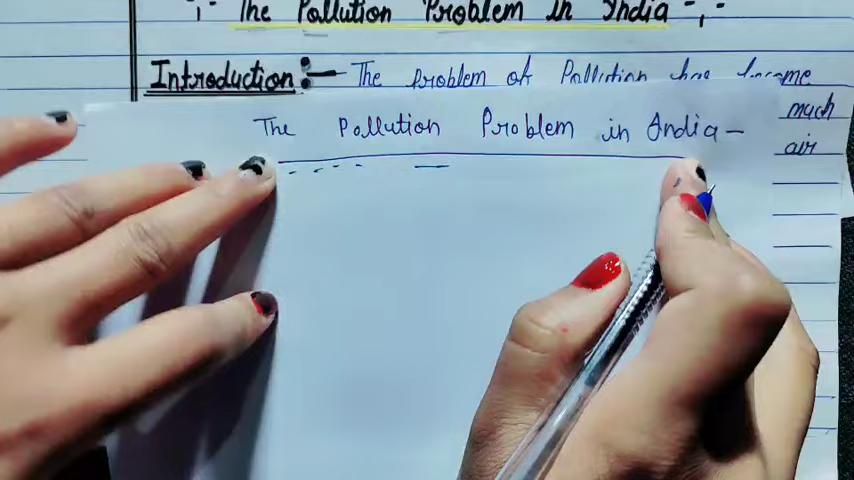 The Pollution Problem in India
Introduction :- The Problem of Pollution has become
much
air
The Pollution Problem in India -